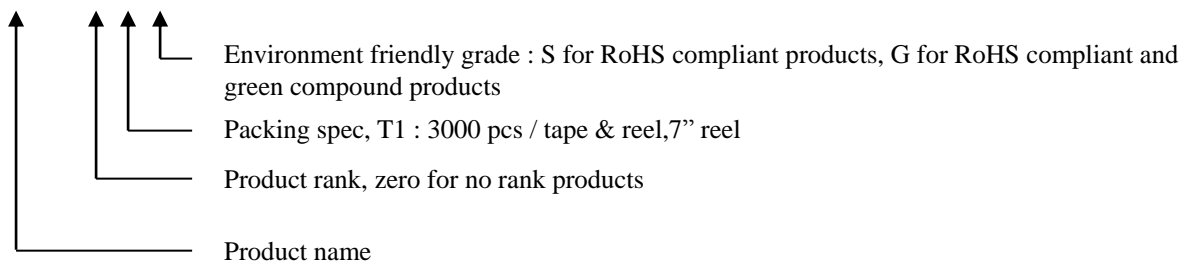 Environment friendly grade : S for RoHS compliant products, G for RoHS compliant and
green compound products
Packing spec, T1 : 3000 pcs / tape & reel,7” reel
Product rank, zero for no rank products
Product name